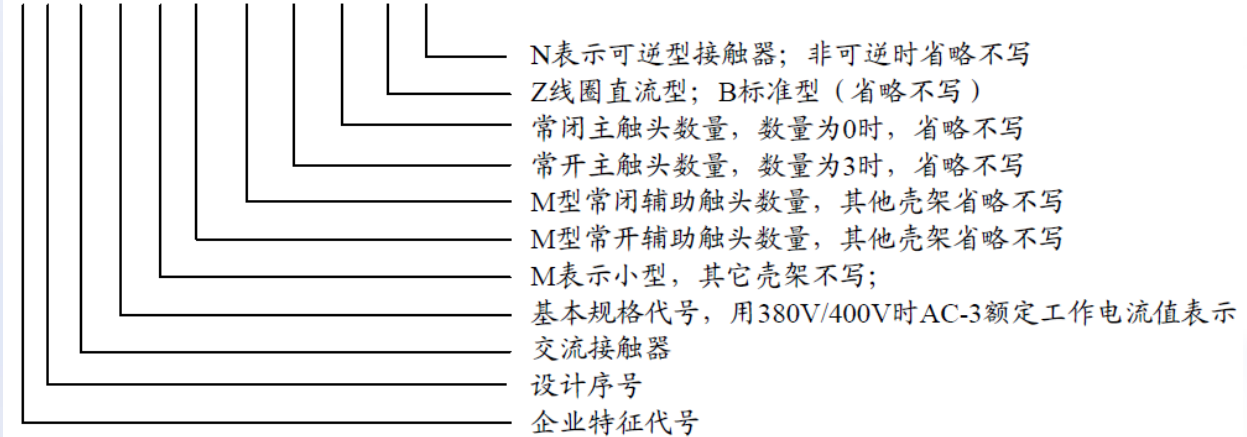 N表示可逆型接触器；非可逆时省略不写
Z线圈直流型；B标准型（省略不写）
常闭主触头数量，数量为0时，省略不写
常开主触头数量，数量为3时，省略不写
M型常闭辅助触头数量，其他壳架省略不写
M型常开辅助触头数量，其他壳架省略不写
M表示小型，其它壳架不写；
基本规格代号，用380V/400V时AC-3额定工作电流值表示
交流接触器
设计序号
企业特征代号